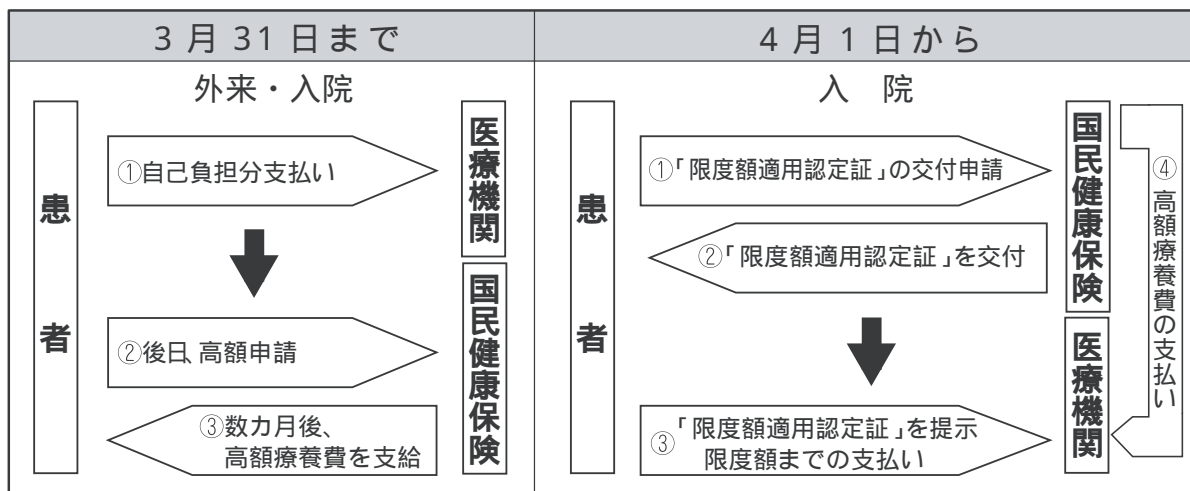 3月31日まで
外来・入院
患者
①自己負担分支払い
医療機関
②後日、高額申請
③数カ月後、
高額療養費を支給
国民健康保険
4月1日から
入 院
患者
①「限度額適用認定証」の交付申請
②「限度額適用認定証」を交付
国民健康保険
③「限度額適用認定証」を提示
限度額までの支払い
医療機関
④高額療養費の支払い